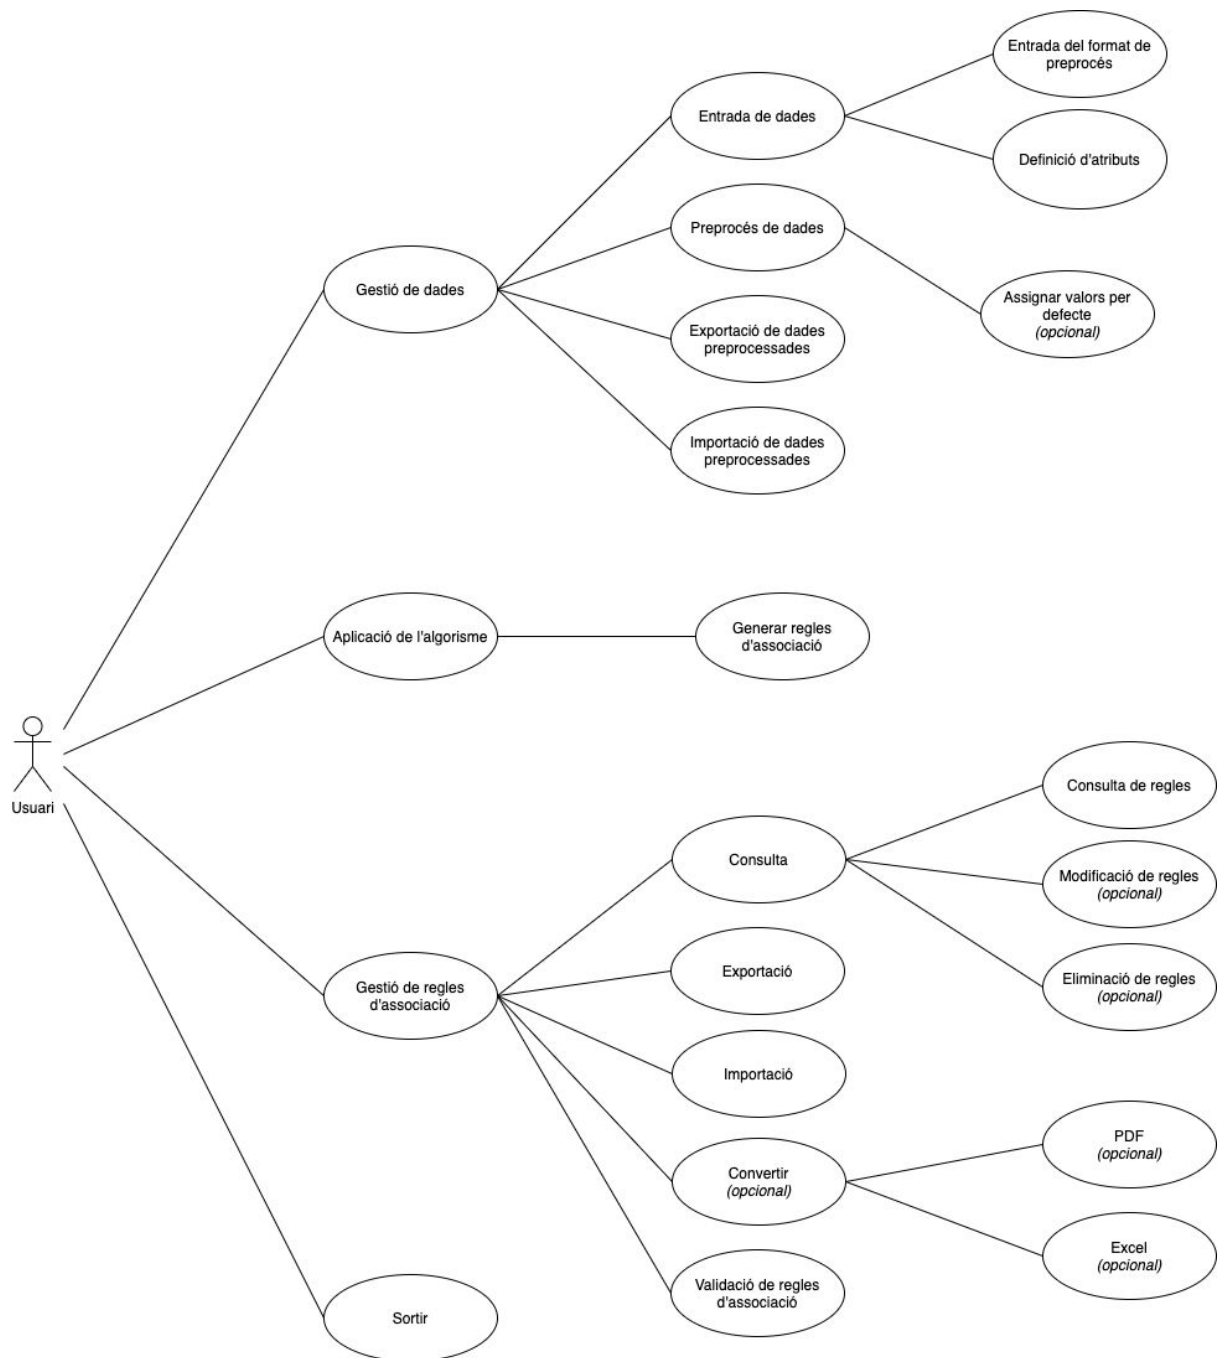 Entrada del format de
preprocés
Entrada de dades
Definició d'atributs
Preprocés de dades
Gestió de dades
Assignar valors per
defecte
(opcional)
Exportació de dades
preprocessades
Importació de dades
preprocessades
Aplicació de l'algorisme
Generar regles
d'associació
Usuari
Consulta de regles
Consulta
Modificació de regles
(opcional)
Exportació
Eliminació de regles
(opcional)
Gestió de regles
d'associació
Importació
PDF
(opcional)
Convertir
(opcional)
Excel
(opcional)
Validació de regles
d'associació
Sortir